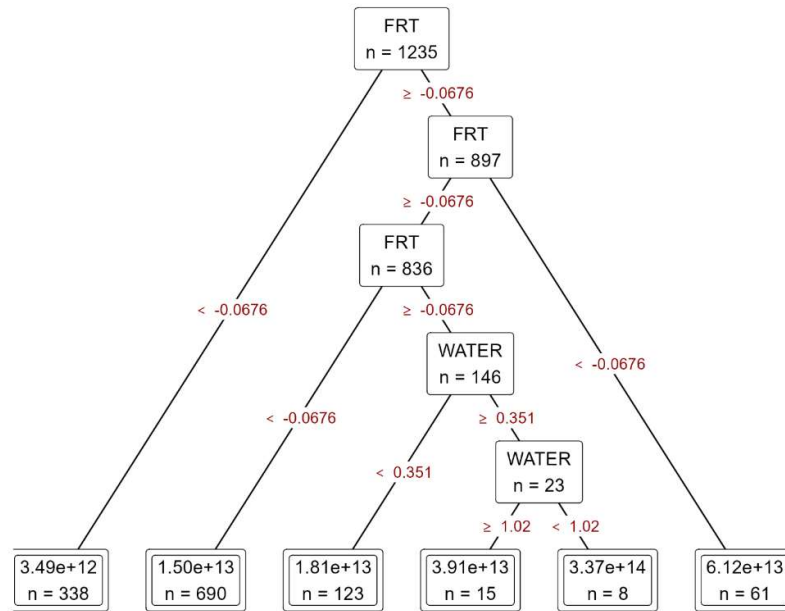 FRT
n = 1235
≥ -0.0676
FRT
n = 897
≥ -0.0676
FRT
n = 836
< -0.0676
≥ -0.0676
WATER
n = 146
< -0.0676
< -0.0676
≥ 0.351
< 0.351
WATER
n = 23
≥ 1.02
< 1.02
3.49e+12
n = 338
1.50e+13
n = 690
1.81e+13
n = 123
3.91e+13
n = 15
3.37e+14
n = 8
6.12e+13
n = 61